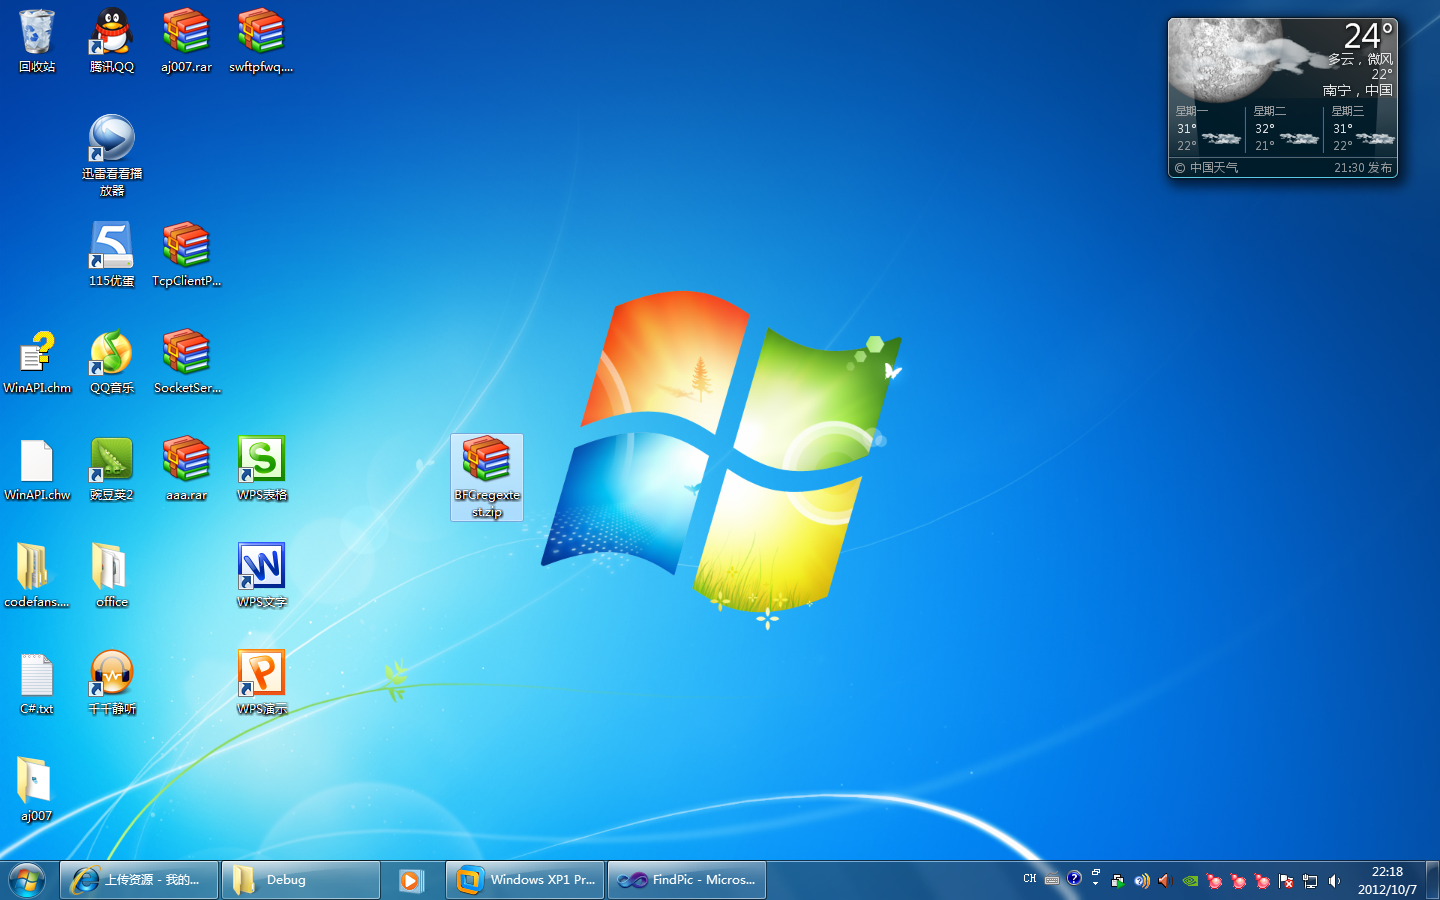 回收站
腾讯QQ
aj007.rar
swftpfwq....
迅雷看看播
放器
115优蛋
TcpClientP...
WinAPI.chm
QQ音乐
SocketSer...
WinAPI.chw
豌豆荚2
aaa.rar
WPS表格
BFCregexte
st.zip
codefans....
office
WPS文字
C#.txt
千千静听
WPS演示
aj007
24°
多云，微风
22°
南宁，中国
星期一
31°
22°
星期二
32°
21°
星期三
31°
22°
© 中国天气
21:30 发布
上传资源 - 我的...
Debug
Windows XP1 Pr...
FindPic - Micros...
CH
22:18
2012/10/7